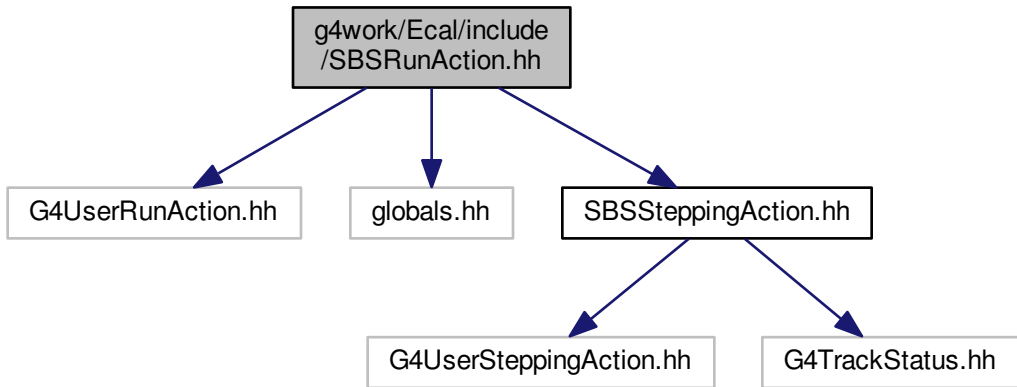 g4work/Ecal/include
/SBSRunAction.hh
G4UserRunAction.hh
globals.hh
SBSSteppingAction.hh
G4UserSteppingAction.hh
G4TrackStatus.hh